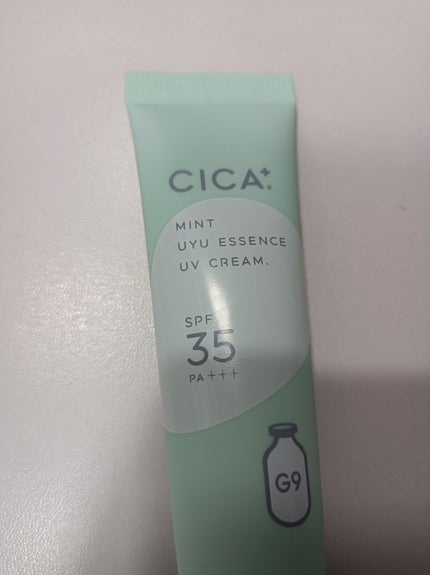 CICA+.
MINT
UYU ESSENCE
UV CREAM.
SPF
35
PA+++
G9